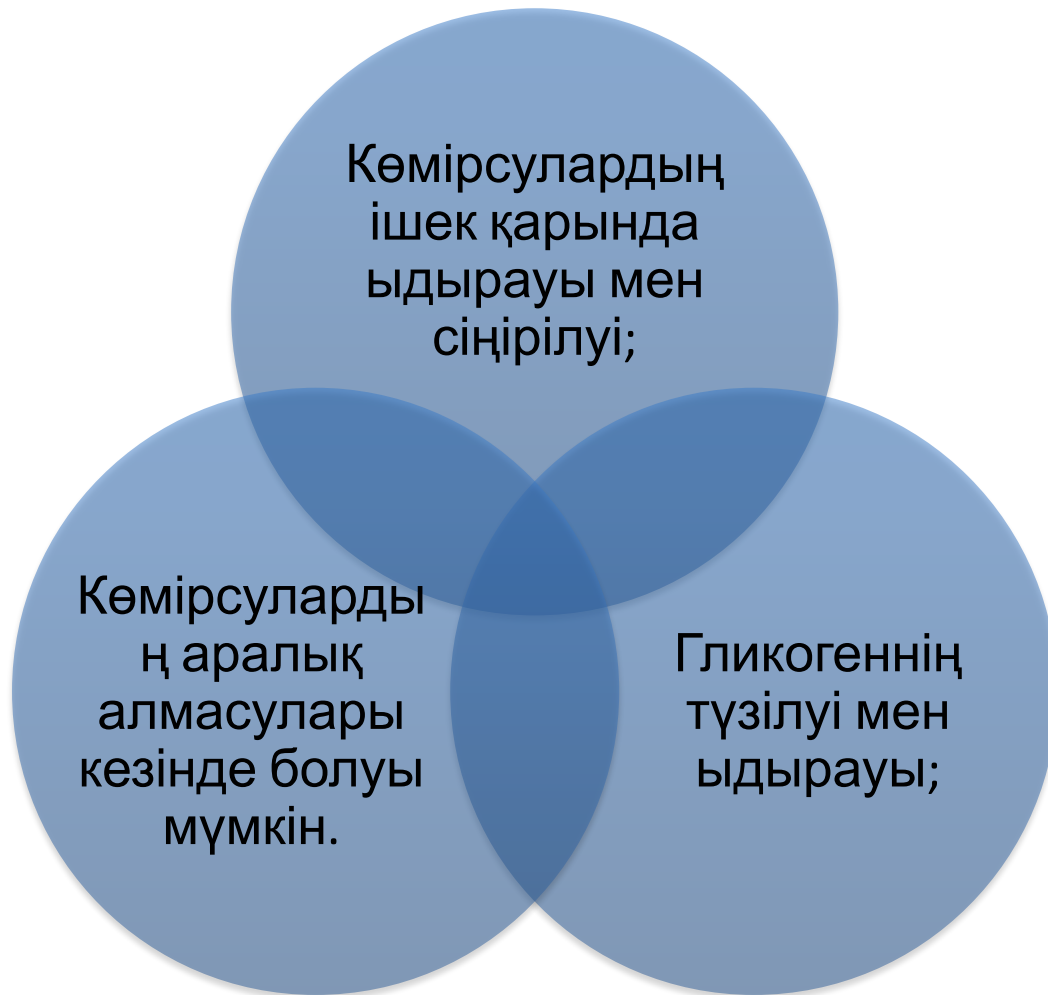 Көмірсулардың
ішек қарында
ыдырауы мен
сіңірілуі;
Көмірсуларды
ң аралық
алмасулары
кезінде болуы
мүмкін.
Гликогеннің
түзілуі мен
ыдырауы;